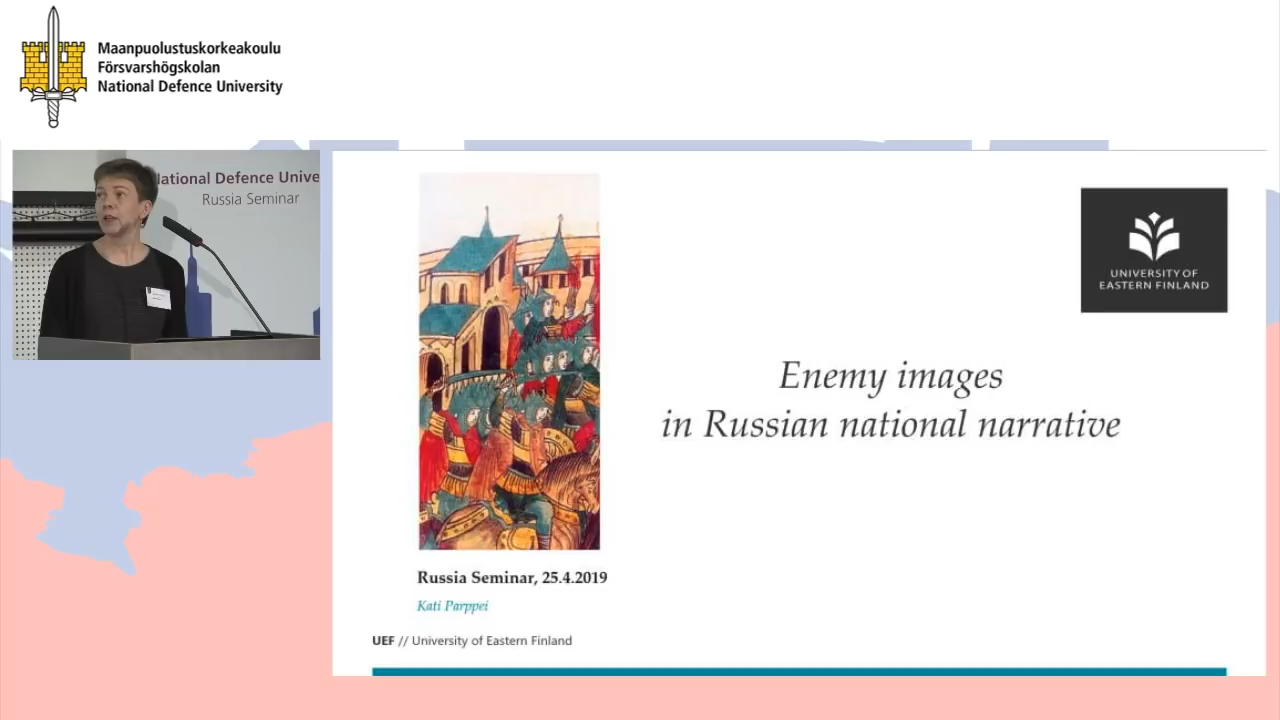 Maanpuolustuskorkeakoulu
Försvarshögskolan
National Defence University
National Defence Unive
Russia Seminar
UNIVERSITY OF
EASTERN FINLAND
Enemy images
in Russian national narrative
Russia Seminar, 25.4.2019
Kati Parppei
UEF // University of Eastern Finland